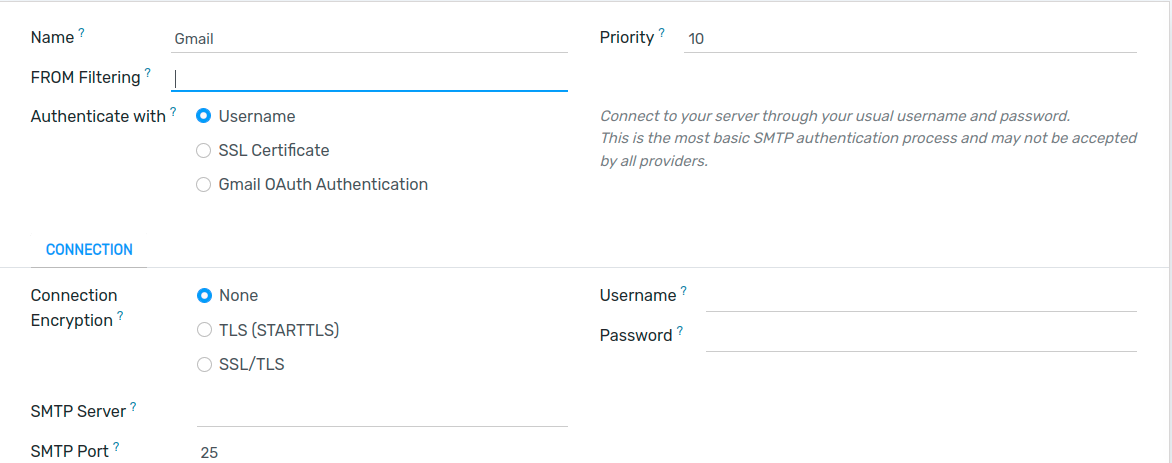 Name ? Gmail Priority ? 10
FROM Filtering ?
Authenticate with ? Username
SSL Certificate
Gmail OAuth Authentication
Connect to your server through your usual username and password.
This is the most basic SMTP authentication process and may not be accepted
by all providers.
CONNECTION
Connection
Encryption ?
None
TLS (STARTTLS)
SSL/TLS
Username ?
Password ?
SMTP Server ?
SMTP Port ? 25